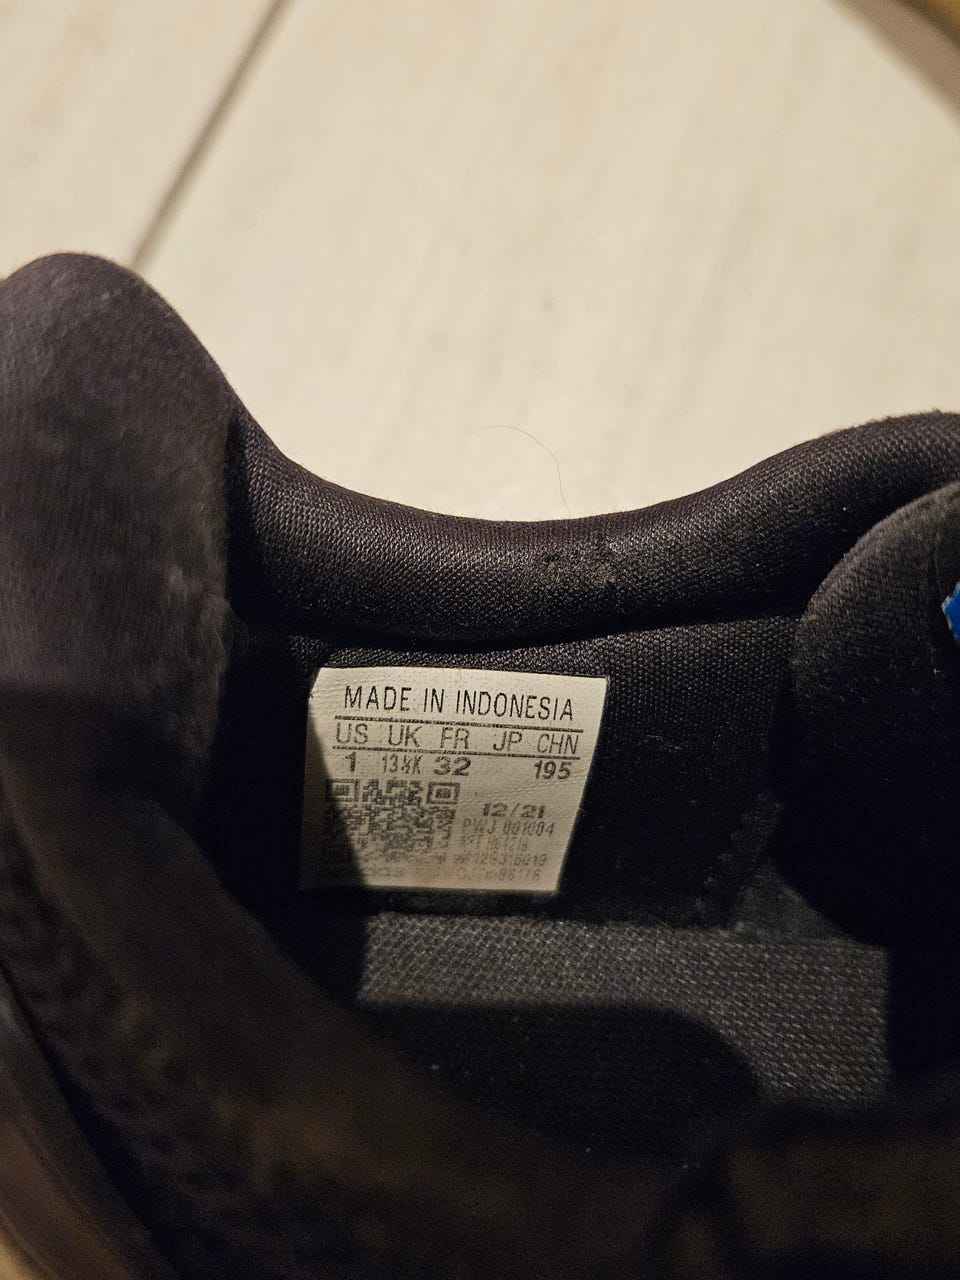 MADE IN INDONESIA
US UK FR JP CHN
1 13½K 32 195
12/21
PWJ 001004